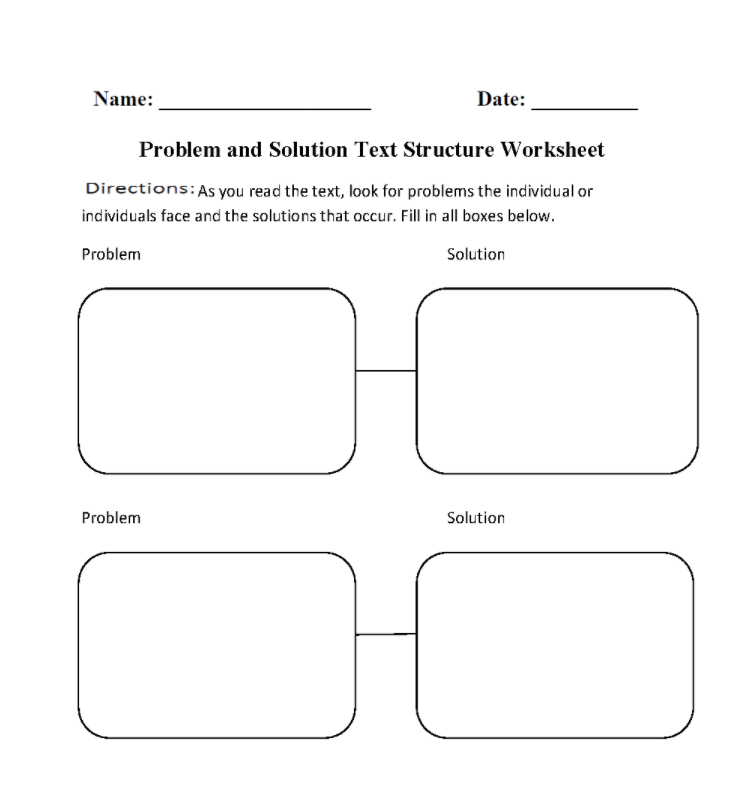 Name: ____________________ Date: __________
Problem and Solution Text Structure Worksheet
Directions: As you read the text, look for problems the individual or
individuals face and the solutions that occur. Fill in all boxes below.
Problem Solution
Problem Solution